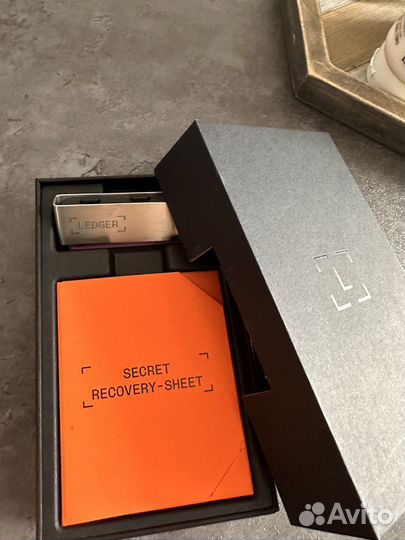 LEDGER
SECRET
RECOVERY-SHEET
L
Avito